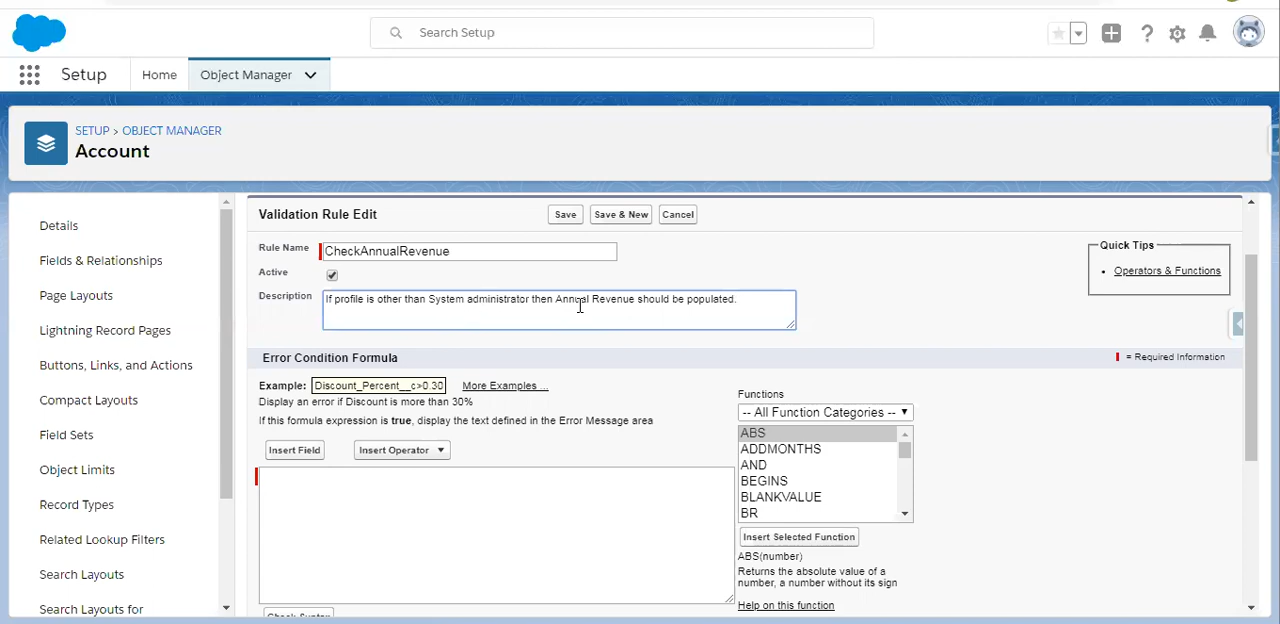 Search Setup
Setup
Home
Object Manager
SETUP > OBJECT MANAGER
Account
Details
Fields & Relationships
Page Layouts
Lightning Record Pages
Buttons, Links, and Actions
Compact Layouts
Field Sets
Object Limits
Record Types
Related Lookup Filters
Search Layouts
Search Layouts for
Validation Rule Edit
Save
Save & New
Cancel
Rule Name
CheckAnnualRevenue
Active
Description
If profile is other than System administrator then Annual Revenue should be populated.
Quick Tips
• Operators & Functions
Error Condition Formula
= Required Information
Example:
Discount_Percent__c>0.30
More Examples ...
Display an error if Discount is more than 30%
If this formula expression is true, display the text defined in the Error Message area
Insert Field
Insert Operator
Functions
-- All Function Categories --
ABS
ADDMONTHS
AND
BEGINS
BLANKVALUE
BR
Insert Selected Function
ABS(number)
Returns the absolute value of a
number, a number without its sign
Help on this function
Check Syntax